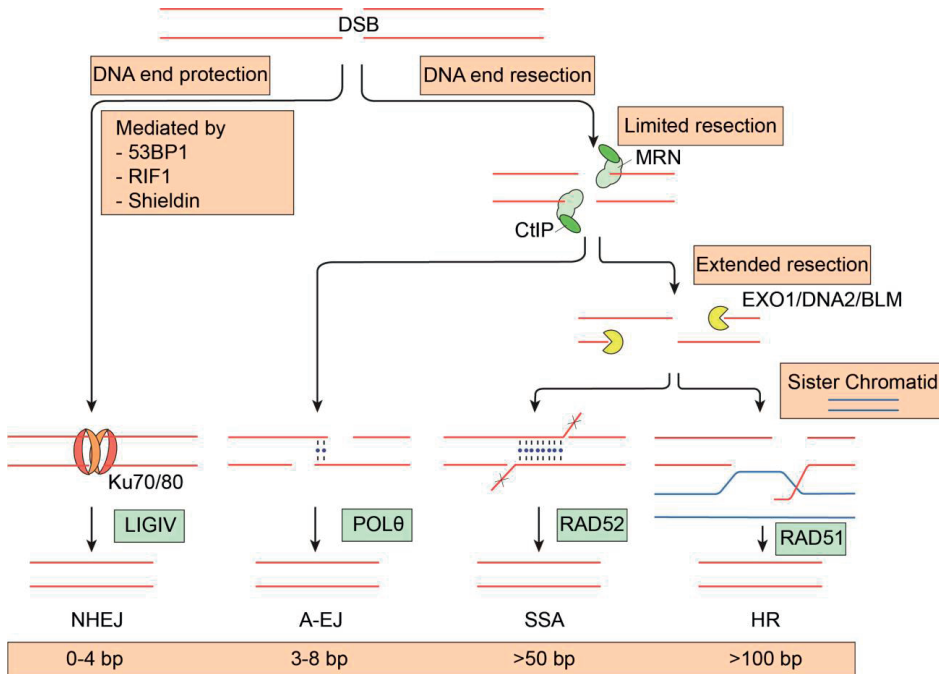 DSB
DNA end protection
DNA end resection
Mediated by
- 53BP1
- RIF1
- Shieldin
Limited resection
MRN
CtIP
Extended resection
EXO1/DNA2/BLM
Sister Chromatid
Ku70/80
LIGIV
POLθ
RAD52
RAD51
NHEJ
A-EJ
SSA
HR
0-4 bp
3-8 bp
>50 bp
>100 bp